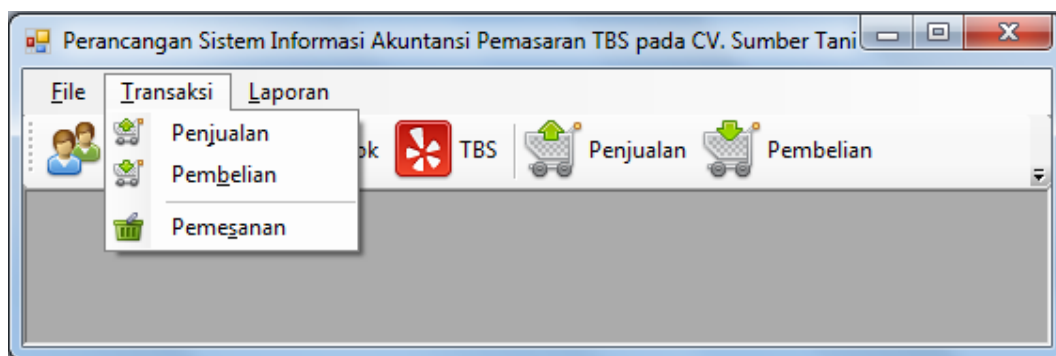 Perancangan Sistem Informasi Akuntansi Pemasaran TBS pada CV. Sumber Tani
File Transaksi Laporan
ok TBS Penjualan Pembelian
Penjualan
Pembelian
Pemesanan